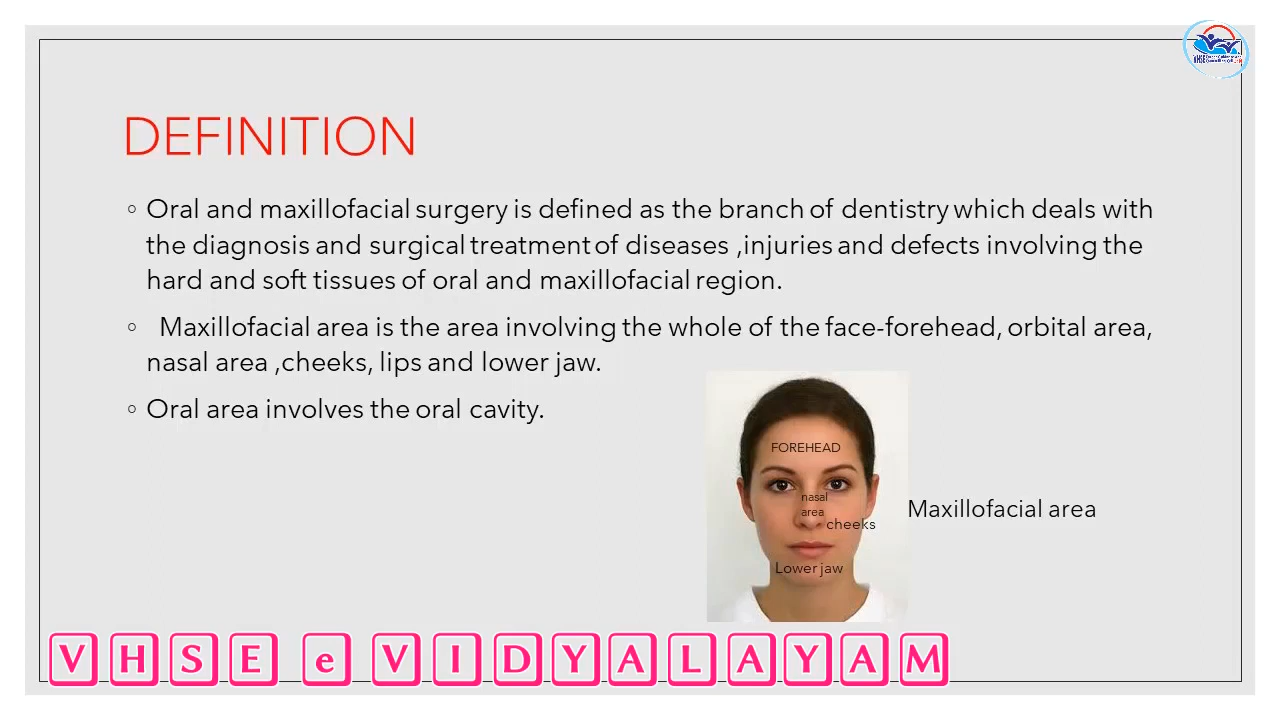 DEFINITION
◦ Oral and maxillofacial surgery is defined as the branch of dentistry which deals with
the diagnosis and surgical treatment of diseases ,injuries and defects involving the
hard and soft tissues of oral and maxillofacial region.
◦ Maxillofacial area is the area involving the whole of the face-forehead, orbital area,
nasal area ,cheeks, lips and lower jaw.
◦ Oral area involves the oral cavity.
FOREHEAD
nasal
area
cheeks
Lower jaw
Maxillofacial area
VHSE e VIDYALAYAM